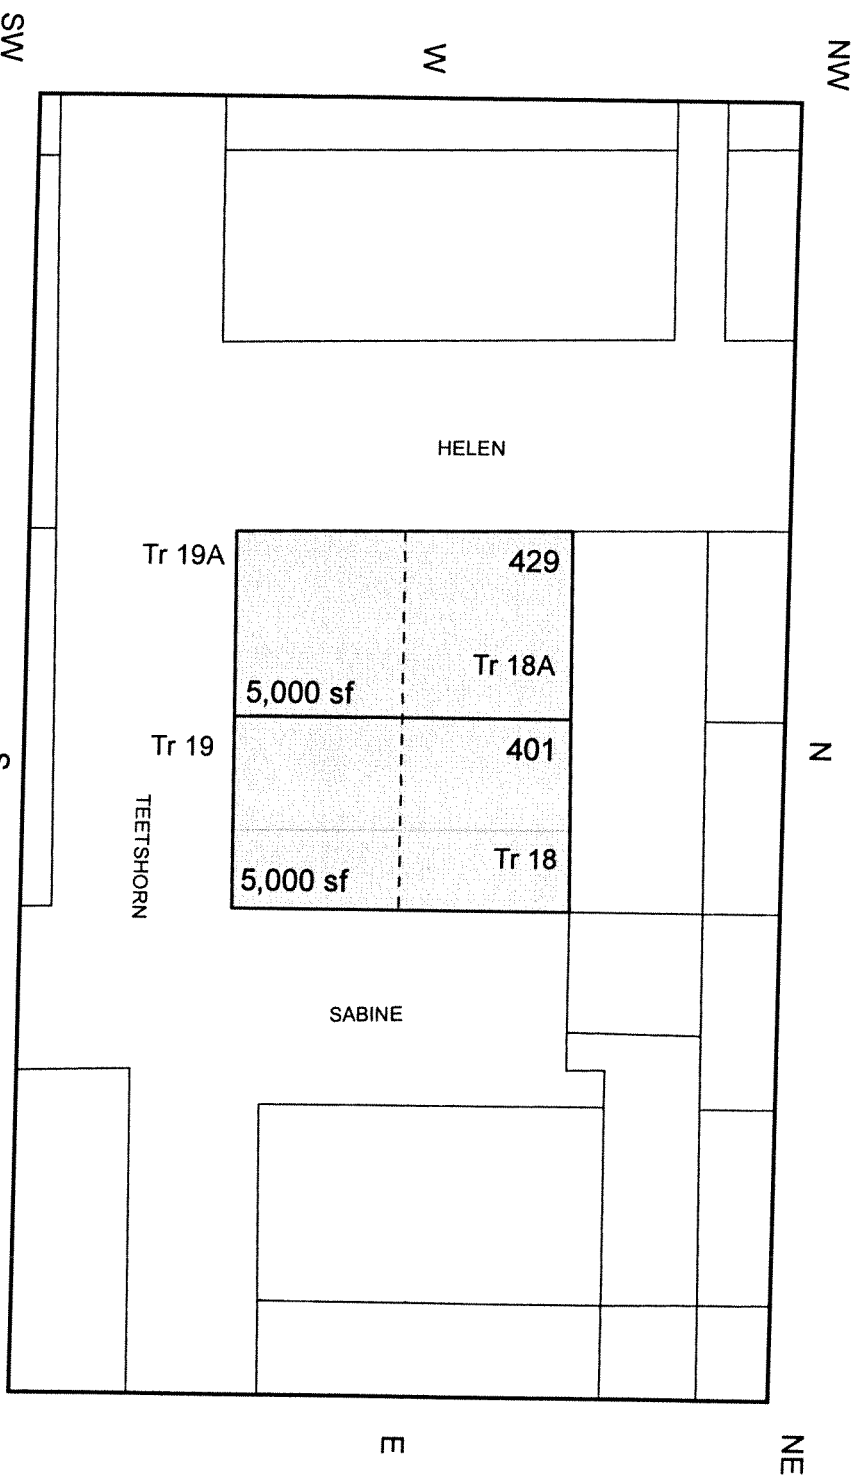 SW
W
NW
HELEN
Tr 19A
429
Tr 18A
5,000 sf
Tr 19
401
N
S
TEETSHORN
Tr 18
5,000 sf
SABINE
E
NE